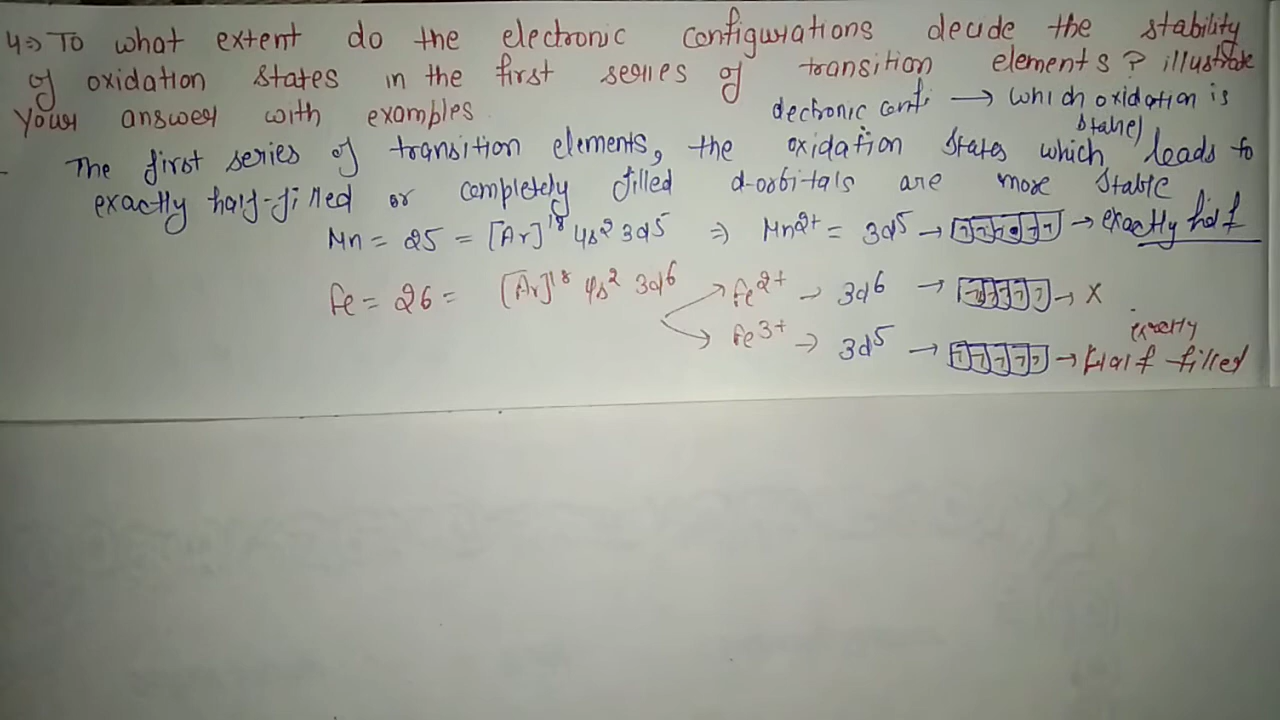 4⇒ To what extent do the electronic configurations decide the stability
of oxidation states in the first series of transition elements? illustrate
Your answer with examples
electronic conf: → which oxidation is stable)
The first series of transition elements, the oxidation states which leads to
exactly half-filled or completely filled d-orbitals are more stable
Mn = 25 = [Ar]¹⁸ 4s² 3d⁵ ⇒ Mn²⁺ = 3d⁵ → → exactly half
Fe = 26 = [Ar]¹⁸ 4s² 3d⁶ → Fe²⁺ → 3d⁶ → → X
→ Fe³⁺ → 3d⁵ → → exactly Half filled